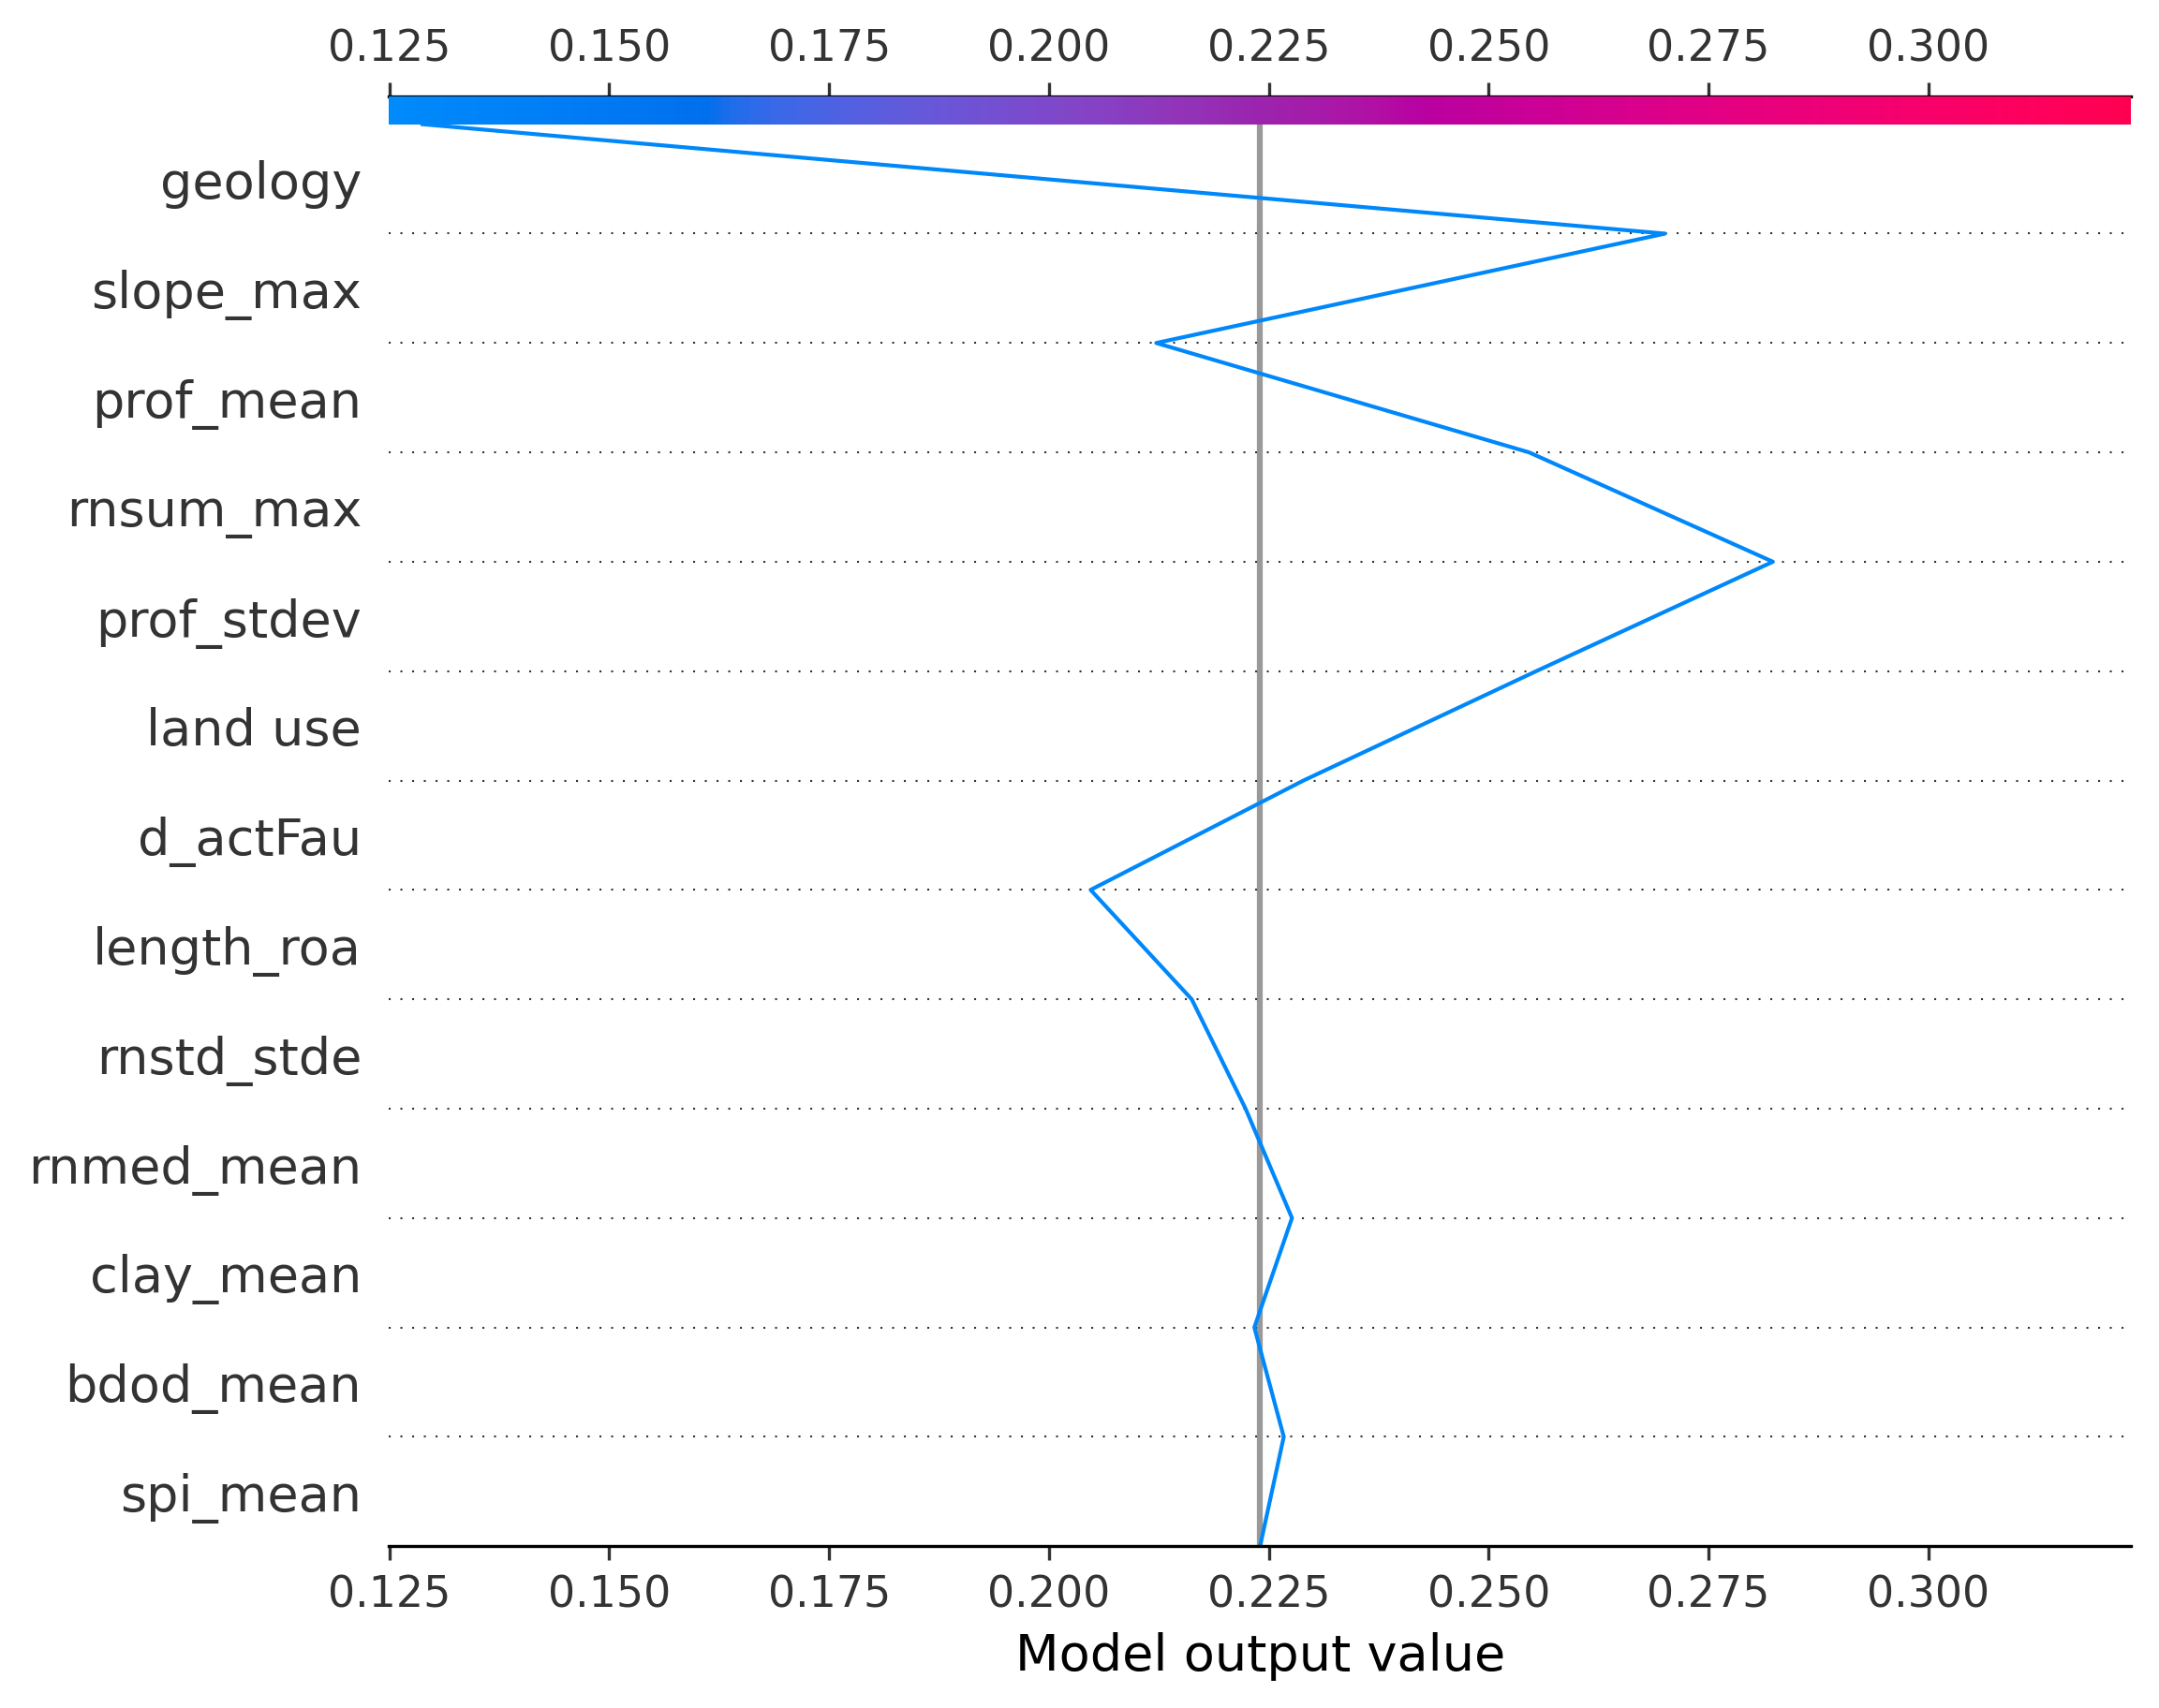 0.125 0.150 0.175 0.200 0.225 0.250 0.275 0.300
geology
slope_max
prof_mean
rnsum_max
prof_stdev
land use
d_actFau
length_roa
rnstd_stde
rnmed_mean
clay_mean
bdod_mean
spi_mean
0.125 0.150 0.175 0.200 0.225 0.250 0.275 0.300
Model output value